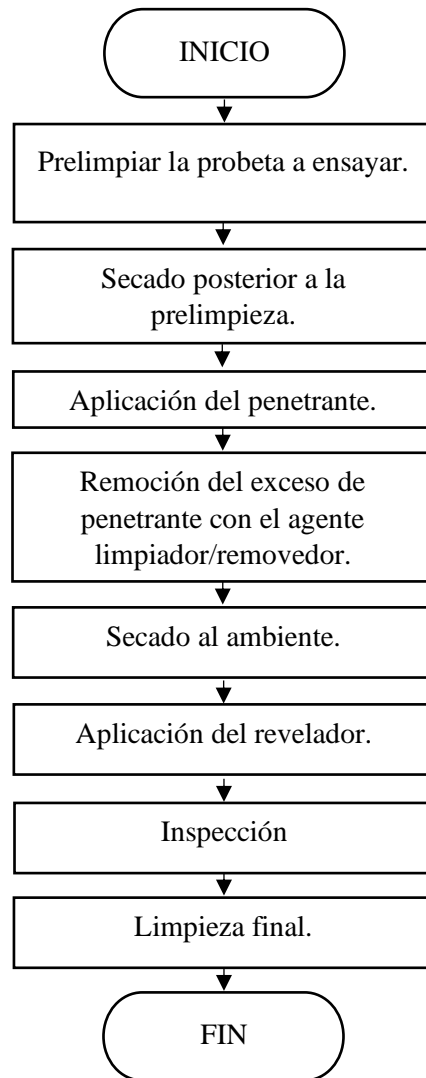 INICIO
Prelimpiar la probeta a ensayar.
Secado posterior a la
prelimpieza.
Aplicación del penetrante.
Remoción del exceso de
penetrante con el agente
limpiador/removedor.
Secado al ambiente.
Aplicación del revelador.
Inspección
Limpieza final.
FIN